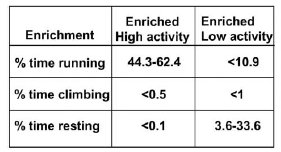 Enrichment Enriched High activity Enriched Low activity
% time running 44.3-62.4 <10.9
% time climbing <0.5 <1
% time resting <0.1 3.6-33.6